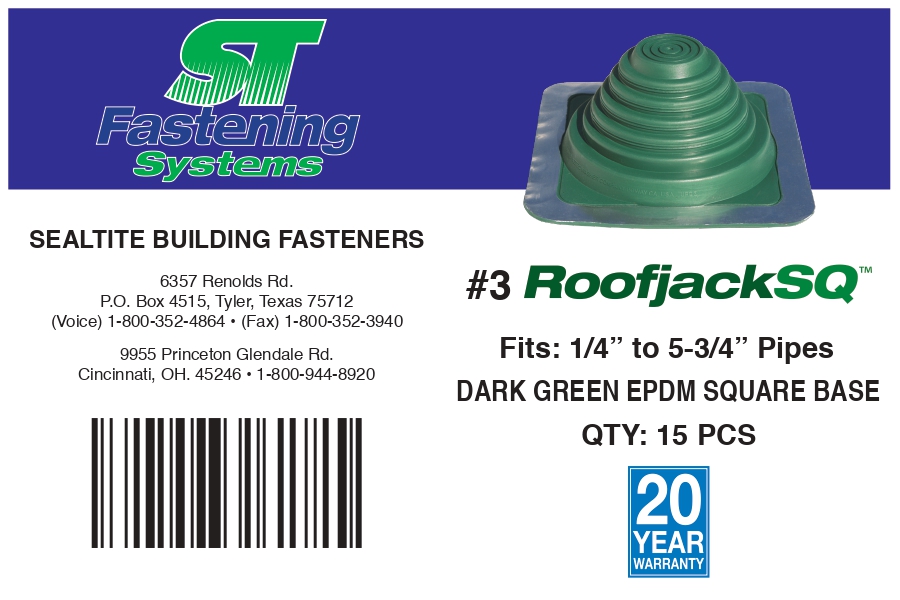 ST
Fastening
Systems
SEALTITE BUILDING FASTENERS
6357 Renolds Rd.
P.O. Box 4515, Tyler, Texas 75712
(Voice) 1-800-352-4864 • (Fax) 1-800-352-3940
9955 Princeton Glendale Rd.
Cincinnati, OH. 45246 • 1-800-944-8920
#3 RoofjackSQ™
Fits: 1/4” to 5-3/4” Pipes
DARK GREEN EPDM SQUARE BASE
QTY: 15 PCS
20
YEAR
WARRANTY